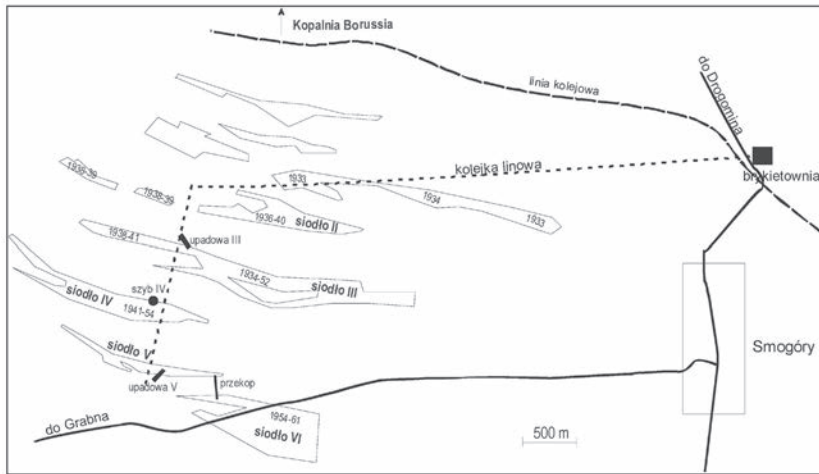 Kopalnia Borussia
linia kolejowa
do Drogomina
kolejka linowa
brykietownia
1933
1934
1933
1938-39
1938-39
1936-40
siodło II
1938-41
upadowa III
1934-52
siodło III
szyb IV
siodło IV
1941-54
siodło V
upadowa V
przekop
Smogóry
do Grabna
1954-61
siodło VI
500 m